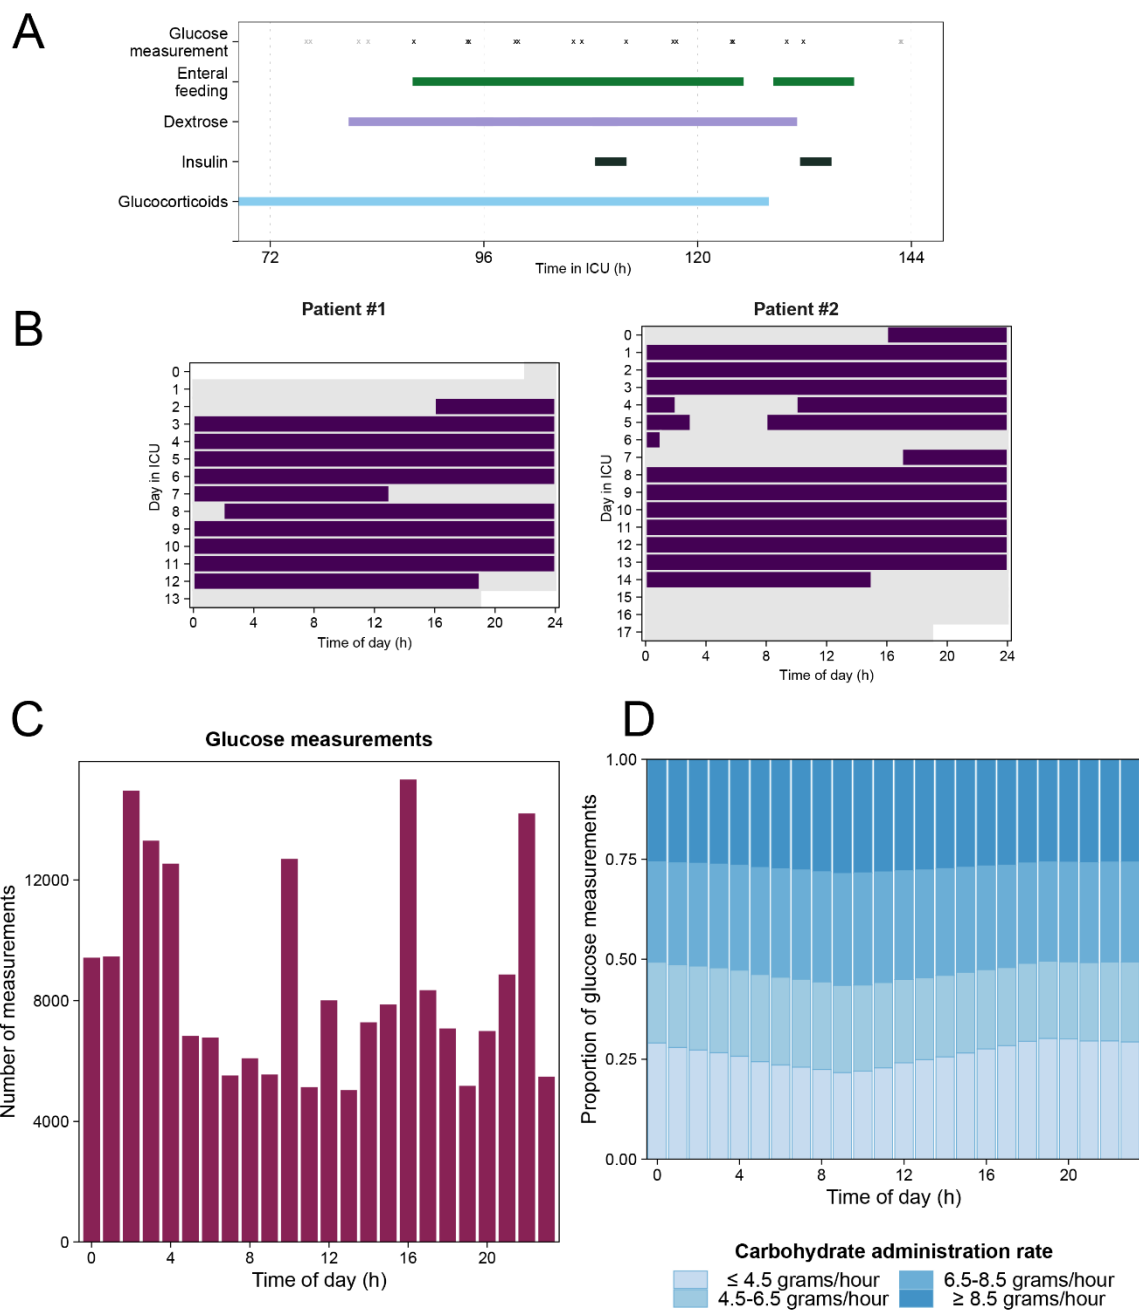 A
Glucose
measurement
Enteral
feeding
Dextrose
Insulin
Glucocorticoids
72 96 120 144
Time in ICU (h)
B
Patient #1
Day in ICU
0
1
2
3
4
5
6
7
8
9
10
11
12
13
0 4 8 12 16 20 24
Time of day (h)
Patient #2
Day in ICU
0
1
2
3
4
5
6
7
8
9
10
11
12
13
14
15
16
17
0 4 8 12 16 20 24
Time of day (h)
C
Glucose measurements
Number of measurements
12000
8000
4000
0
0 4 8 12 16 20
Time of day (h)
D
Proportion of glucose measurements
1.00
0.75
0.50
0.25
0.00
0 4 8 12 16 20
Time of day (h)
Carbohydrate administration rate
≤ 4.5 grams/hour 6.5-8.5 grams/hour
4.5-6.5 grams/hour ≥ 8.5 grams/hour